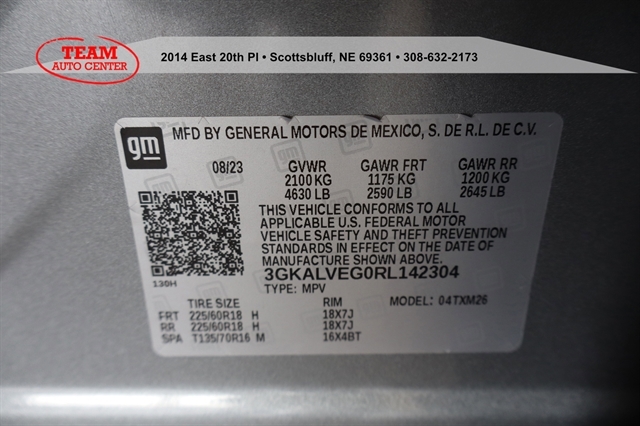 TEAM
AUTO CENTER
2014 East 20th Pl • Scottsbluff, NE 69361 • 308-632-2173
gm
MFD BY GENERAL MOTORS DE MEXICO, S. DE R.L. DE C.V.
08/23 GVWR GAWR FRT GAWR RR
2100 KG 1175 KG 1200 KG
4630 LB 2590 LB 2645 LB
THIS VEHICLE CONFORMS TO ALL
APPLICABLE U.S. FEDERAL MOTOR
VEHICLE SAFETY AND THEFT PREVENTION
STANDARDS IN EFFECT ON THE DATE OF
MANUFACTURE SHOWN ABOVE.
3GKALVEG0RL142304
130H
TYPE: MPV
TIRE SIZE RIM MODEL: 04TXM26
FRT 225/60R18 H 18X7J
RR 225/60R18 H 18X7J
SPA T135/70R16 M 16X4BT